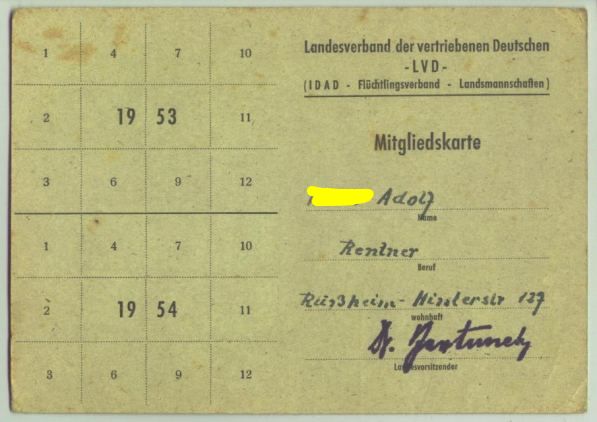 1 4 7 10
2 19 53 11
3 6 9 12
1 4 7 10
2 19 54 11
3 6 9 12
Landesverband der vertriebenen Deutschen
-LVD-
(IDAD - Flüchtlingsverband - Landsmannschaften)
Mitgliedskarte
Adolf
Name
Rentner
Beruf
Rußheim - Hinterstr 127
wohnhaft
Landesvorsitzender